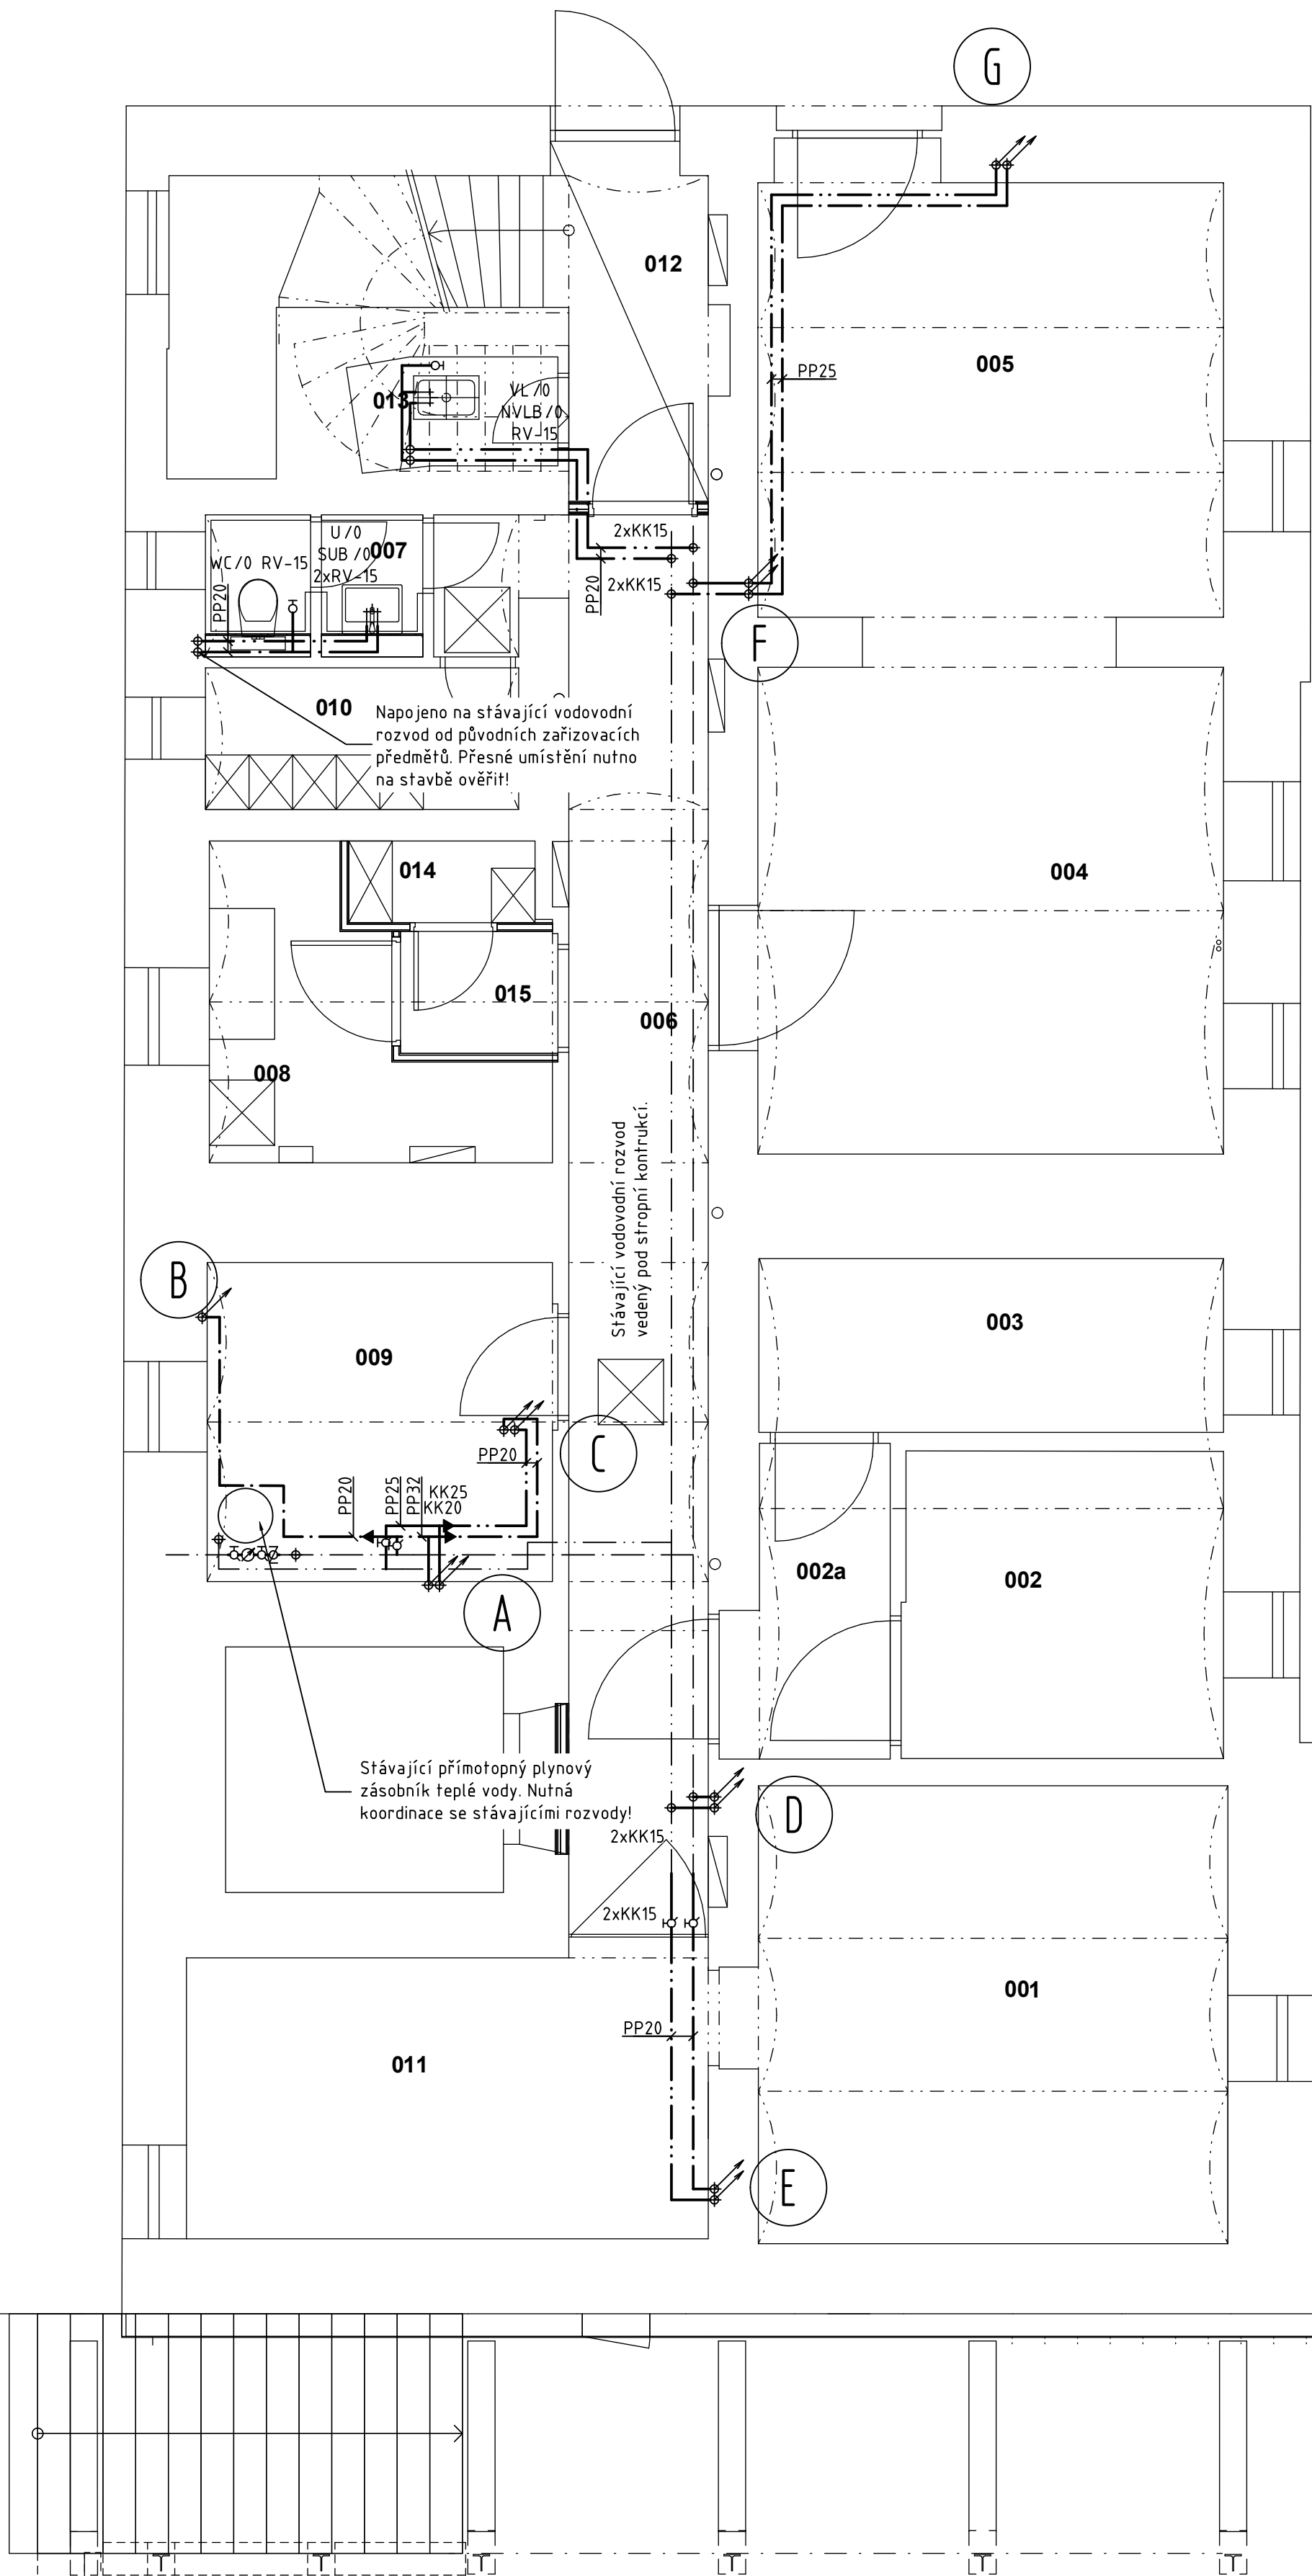 G
012
005
PP25
013
VL/0
NVLB/0
RV-15
2xKK15
2xKK15
PP20
U/0
SUB/0
2xRV-15
007
WC/0 RV-15
PP20
F
010
Napojeno na stávající vodovodní
rozvod od původních zařizovacích
předmětů. Přesné umístění nutno
na stavbě ověřit!
014
004
015
006
008
Stávající vodovodní rozvod
vedený pod stropní kontrukcí.
B
003
009
C
PP20
PP20
PP25
PP32
KK25
KK20
002a
002
A
Stávající přímotopný plynový
zásobník teplé vody. Nutná
koordinace se stávajícími rozvody!
D
2xKK15
2xKK15
001
PP20
011
E